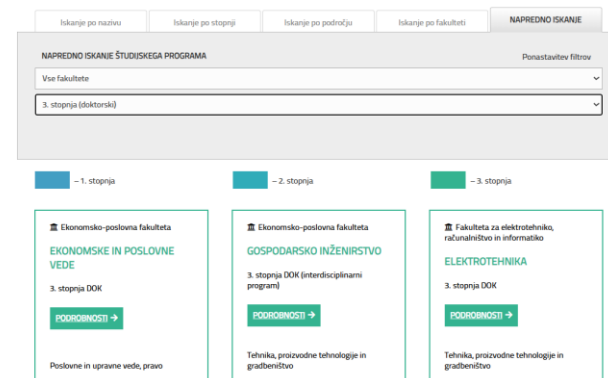 Iskanje po nazivu
Iskanje po stopnji
Iskanje po področju
Iskanje po fakulteti
NAPREDNO ISKANJE
NAPREDNO ISKANJE ŠTUDIJSKEGA PROGRAMA
Ponastavitev filtrov
Vse fakultete
3. stopnja (doktorski)
– 1. stopnja
– 2. stopnja
– 3. stopnja
Ekonomsko-poslovna fakulteta
EKONOMSKE IN POSLOVNE
VEDE
3. stopnja DOK
PODROBNOSTI →
Poslovne in upravne vede, pravo
Ekonomsko-poslovna fakulteta
GOSPODARSKO INŽENIRSTVO
3. stopnja DOK (interdisciplinarni
program)
PODROBNOSTI →
Tehnika, proizvodne tehnologije in
gradbeništvo
Fakulteta za elektrotehniko,
računalništvo in informatiko
ELEKTROTEHNIKA
3. stopnja DOK
PODROBNOSTI →
Tehnika, proizvodne tehnologije in
gradbeništvo